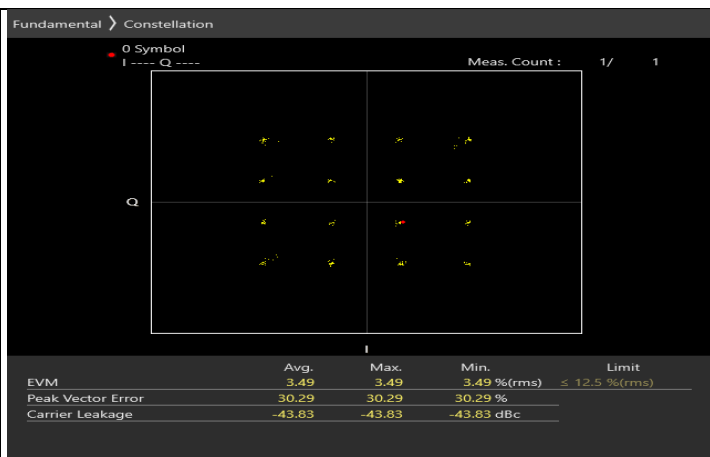 Fundamental 》 Constellation
0 Symbol
I ---- Q ----
Meas. Count : 1/ 1
Q
I
Avg. Max. Min. Limit
EVM 3.49 3.49 3.49 %(rms) ≤ 12.5 %(rms)
Peak Vector Error 30.29 30.29 30.29 %
Carrier Leakage -43.83 -43.83 -43.83 dBc